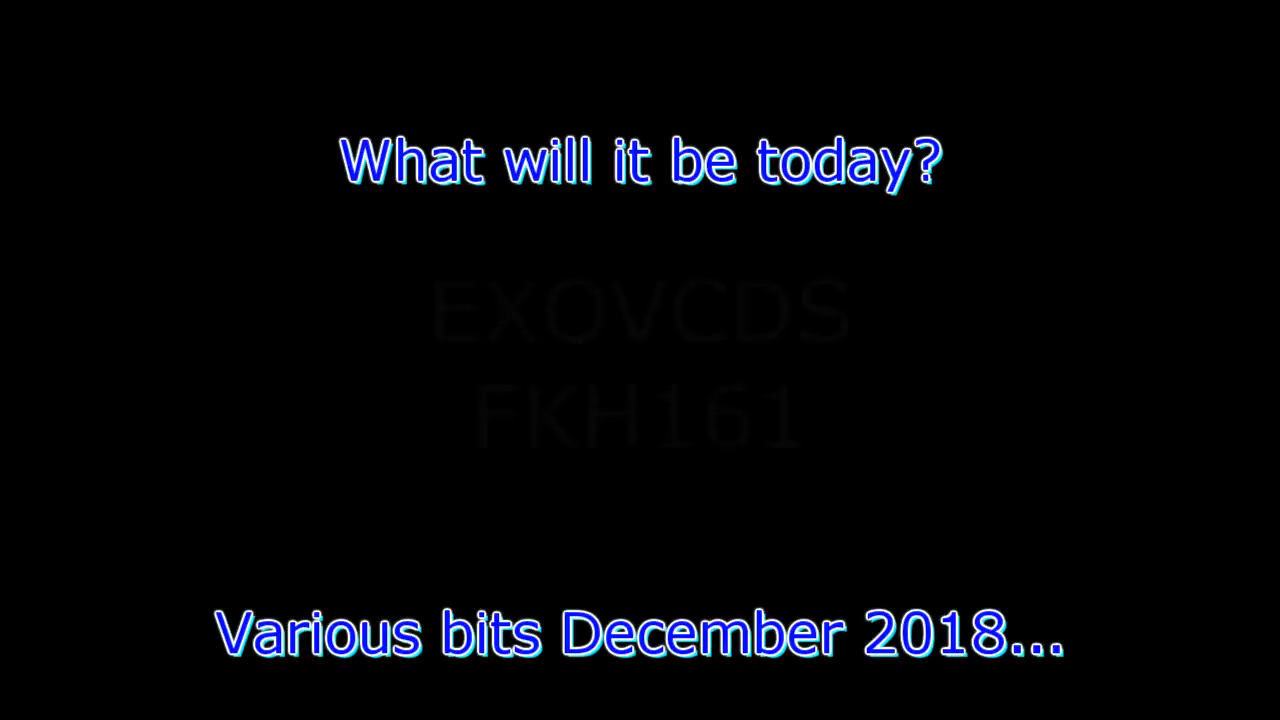 What will it be today?
EXOVCDS
FKH161
Various bits December 2018...